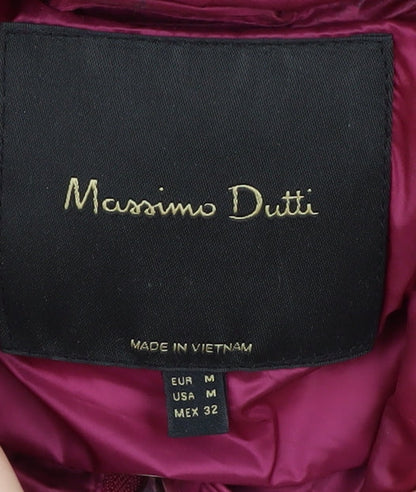 Massimo Dutti
MADE IN VIETNAM
EUR M
USA M
MEX 32